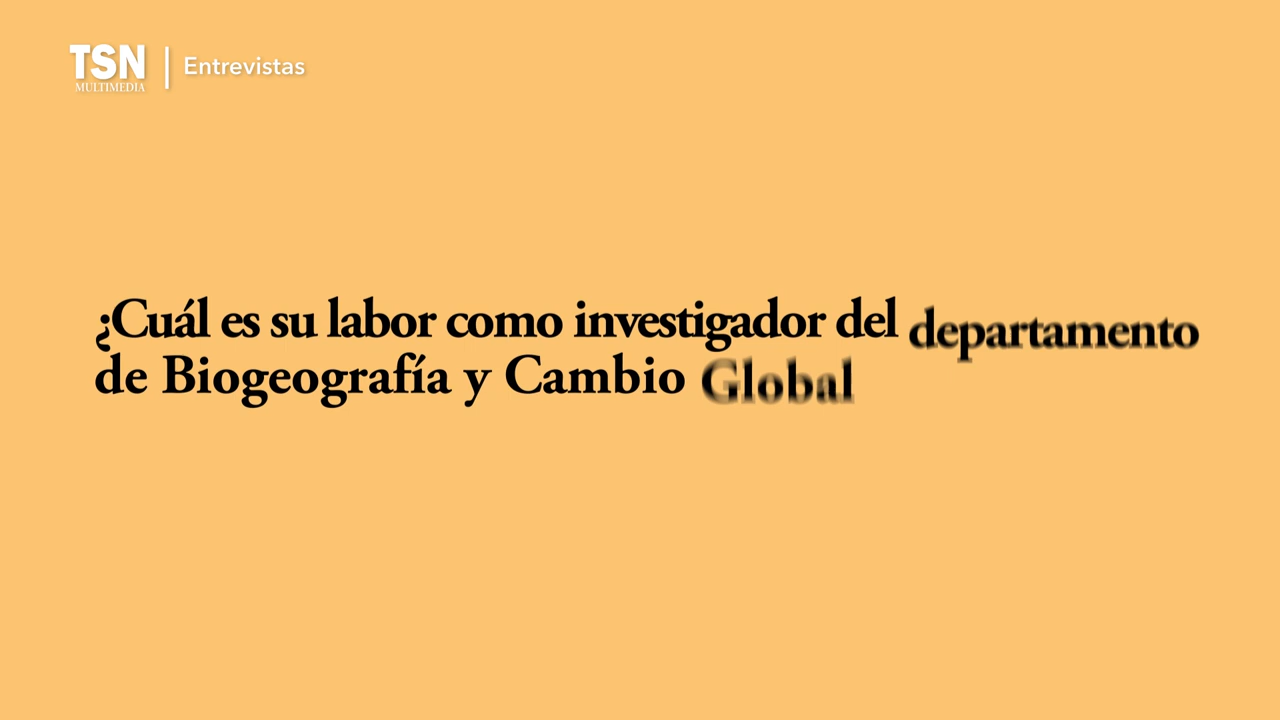 TSN
MULTIMEDIA
Entrevistas
¿Cuál es su labor como investigador del departamento
de Biogeografía y Cambio Global